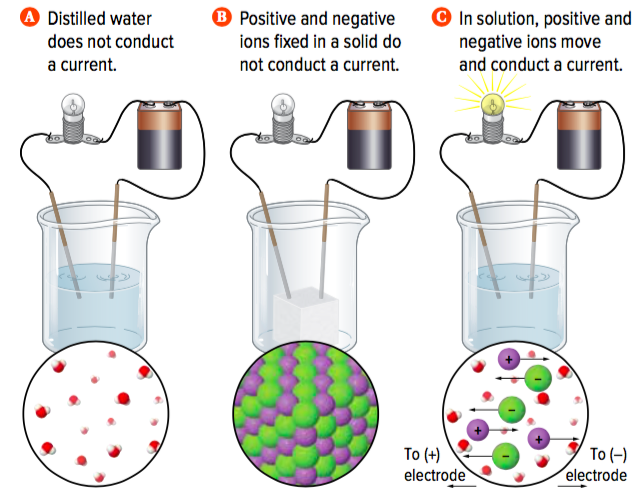 A Distilled water
does not conduct
a current.
B Positive and negative
ions fixed in a solid do
not conduct a current.
C In solution, positive and
negative ions move
and conduct a current.
+
-
-
+
+
-
To (+)
electrode
To (–)
electrode